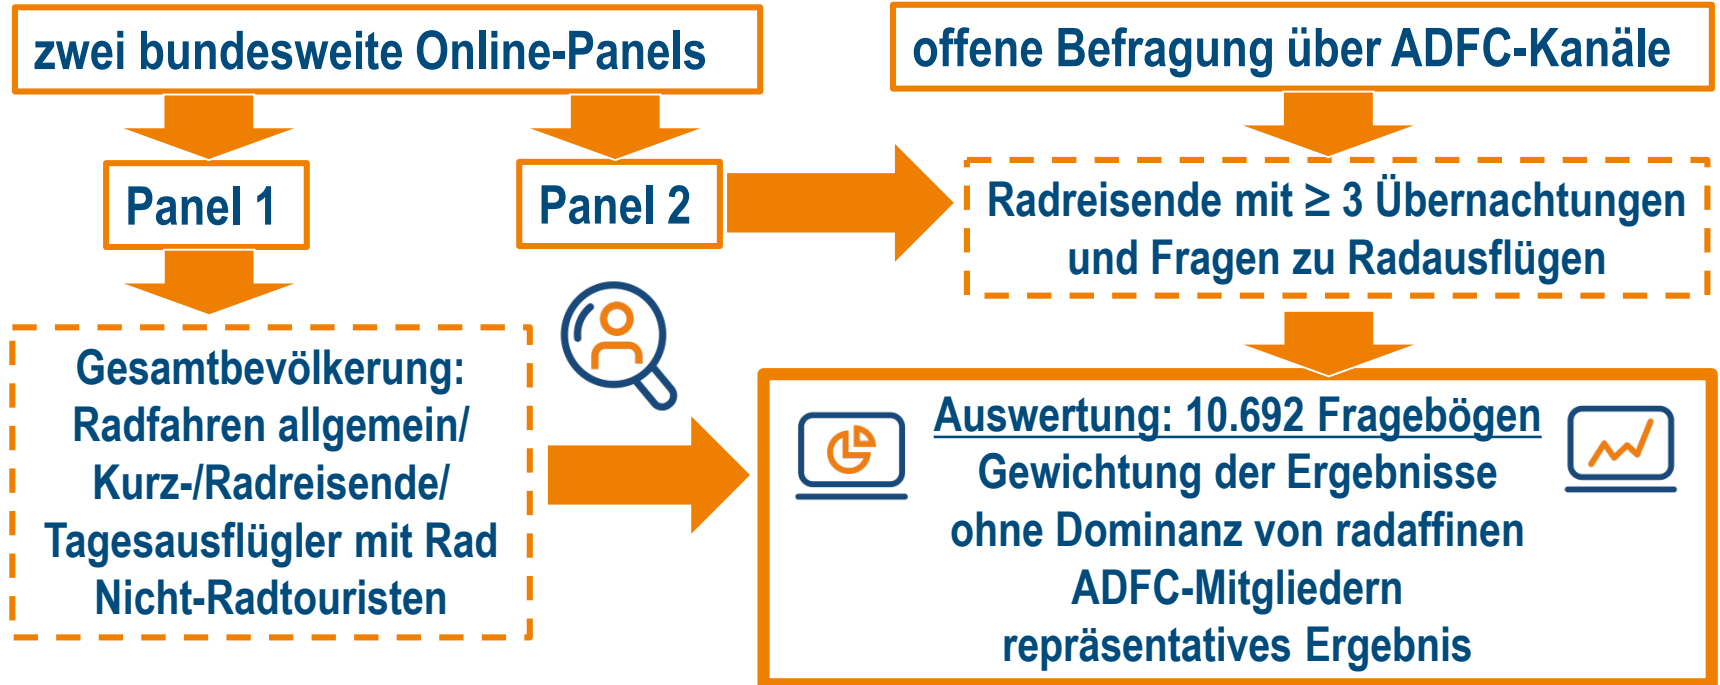 zwei bundesweite Online-Panels
offene Befragung über ADFC-Kanäle
Panel 1
Panel 2
Radreisende mit ≥ 3 Übernachtungen
und Fragen zu Radausflügen
Gesamtbevölkerung:
Radfahren allgemein/
Kurz-/Radreisende/
Tagesausflügler mit Rad
Nicht-Radtouristen
Auswertung: 10.692 Fragebögen
Gewichtung der Ergebnisse
ohne Dominanz von radaffinen
ADFC-Mitgliedern
repräsentatives Ergebnis